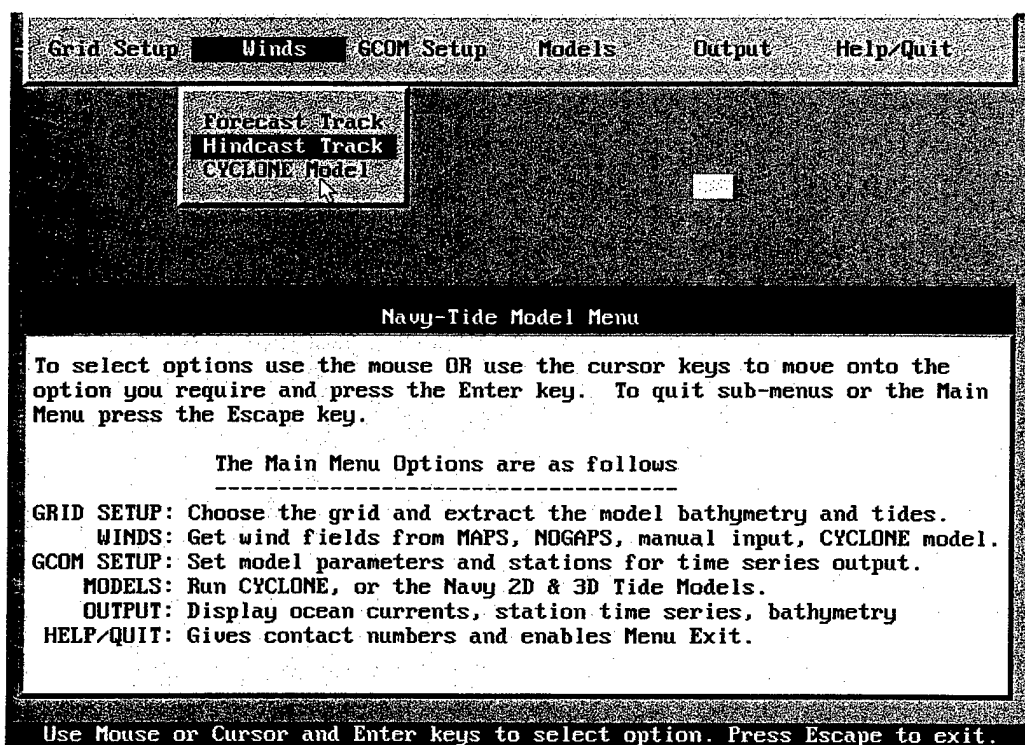 Grid Setup Winds GCOM Setup Models Output Help/Quit
Forecast Track
Hindcast Track
CYCLONE Model
Navy-Tide Model Menu
To select options use the mouse OR use the cursor keys to move onto the
option you require and press the Enter key. To quit sub-menus or the Main
Menu press the Escape key.
The Main Menu Options are as follows
--------------------------------------
GRID SETUP: Choose the grid and extract the model bathymetry and tides.
WINDS: Get wind fields from MAPS, NOGAPS, manual input, CYCLONE model.
GCOM SETUP: Set model parameters and stations for time series output.
MODELS: Run CYCLONE, or the Navy 2D & 3D Tide Models.
OUTPUT: Display ocean currents, station time series, bathymetry
HELP/QUIT: Gives contact numbers and enables Menu Exit.
Use Mouse or Cursor and Enter keys to select option. Press Escape to exit.